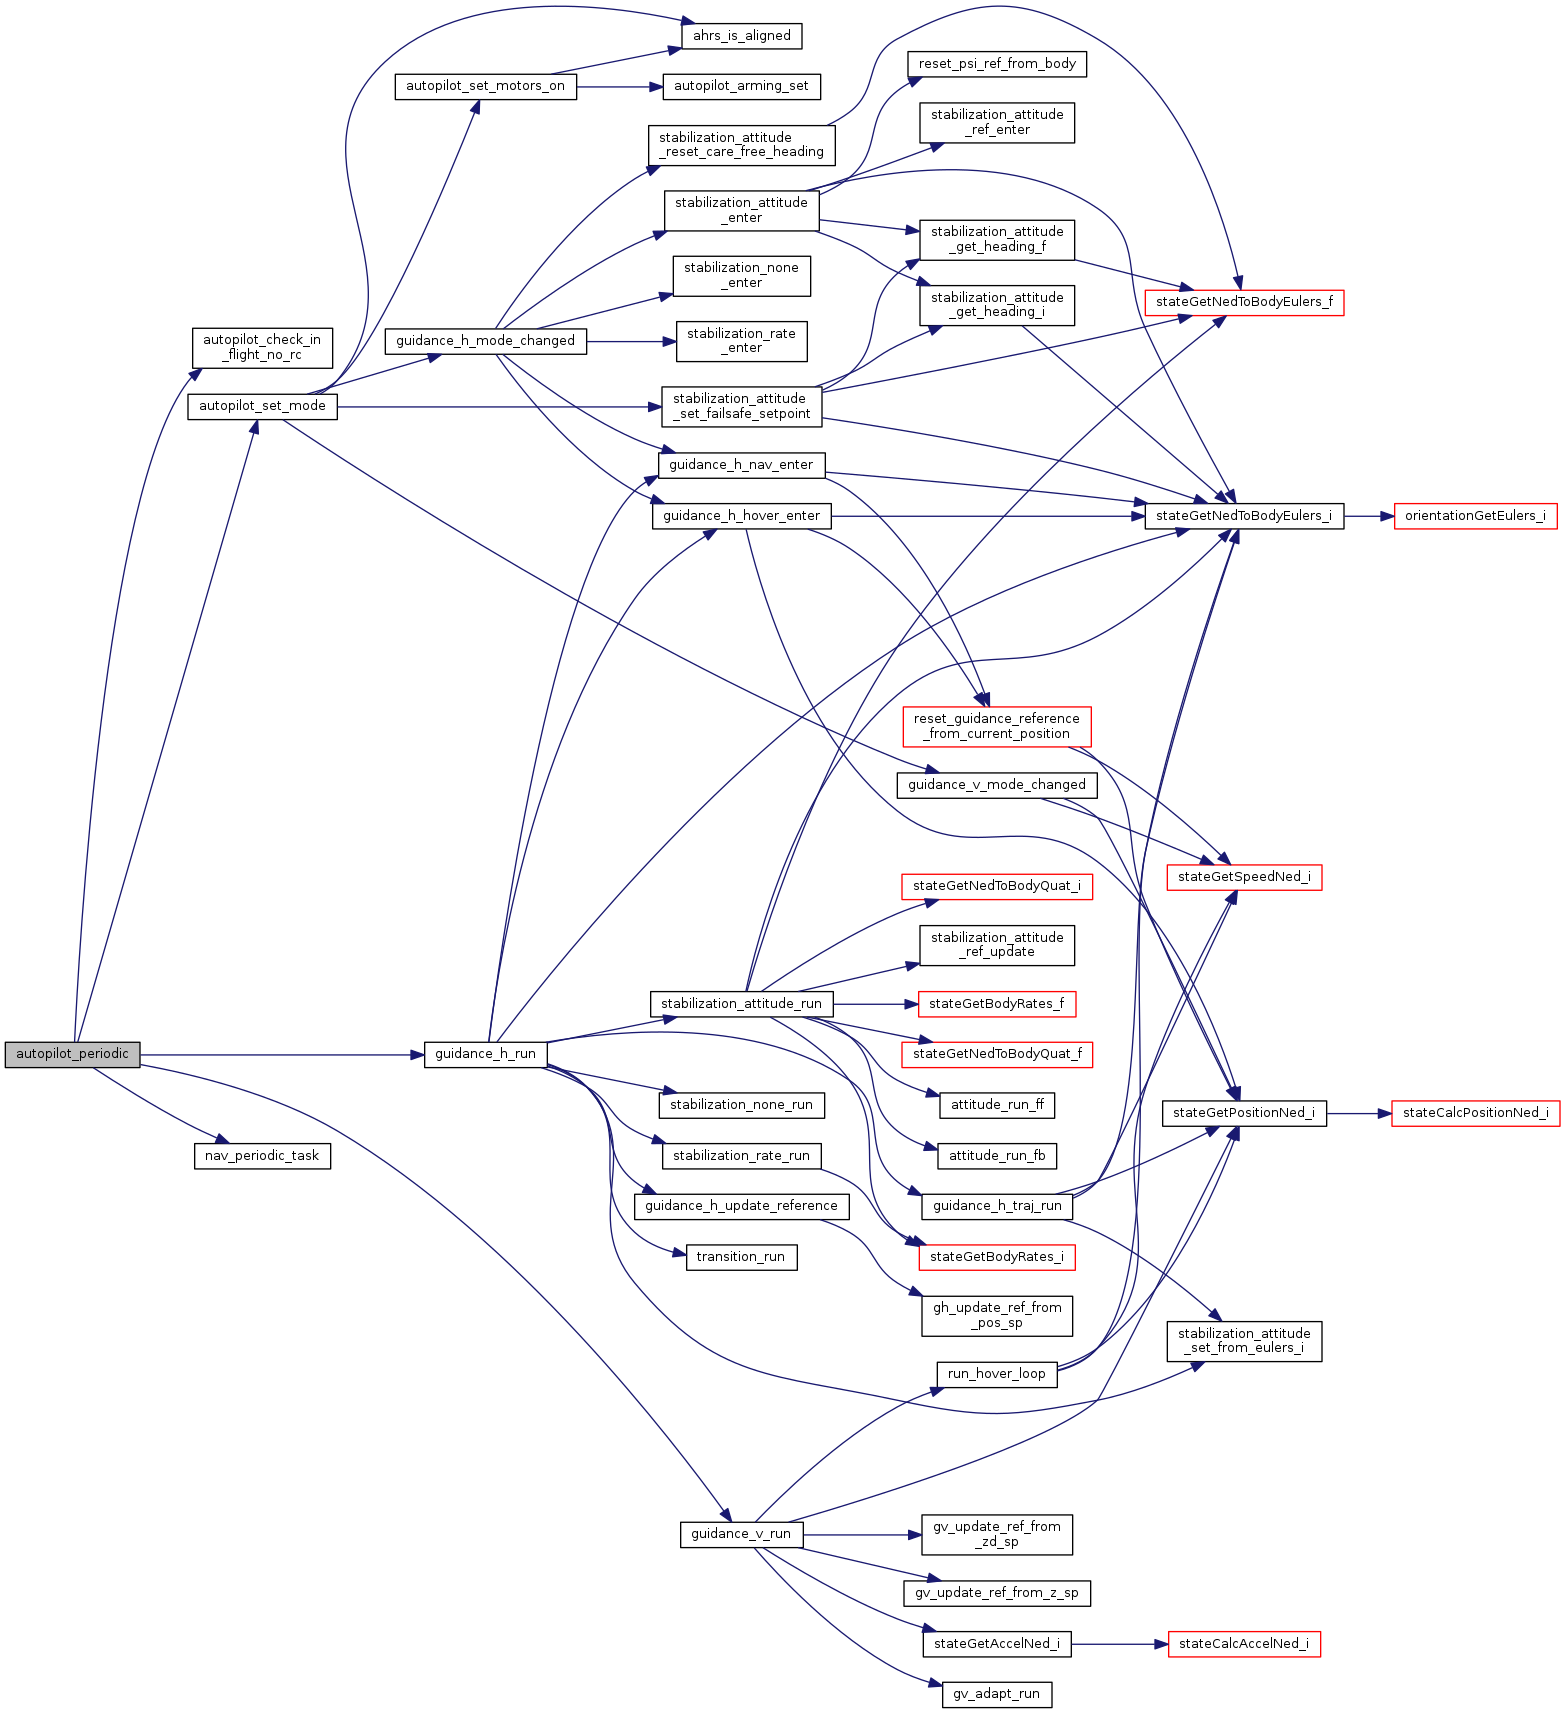 ahrs_is_aligned
reset_psi_ref_from_body
autopilot_set_motors_on
autopilot_arming_set
stabilization_attitude
_ref_enter
stabilization_attitude
_reset_care_free_heading
stabilization_attitude
_enter
stabilization_attitude
_get_heading_f
stabilization_none
_enter
stabilization_attitude
_get_heading_i
stateGetNedToBodyEulers_f
autopilot_check_in
_flight_no_rc
guidance_h_mode_changed
stabilization_rate
_enter
autopilot_set_mode
stabilization_attitude
_set_failsafe_setpoint
guidance_h_nav_enter
guidance_h_hover_enter
stateGetNedToBodyEulers_i
orientationGetEulers_i
reset_guidance_reference
_from_current_position
guidance_v_mode_changed
stateGetSpeedNed_i
stateGetNedToBodyQuat_i
stabilization_attitude
_ref_update
stabilization_attitude_run
stateGetBodyRates_f
autopilot_periodic
guidance_h_run
stateGetNedToBodyQuat_f
stabilization_none_run
attitude_run_ff
stateGetPositionNed_i
stateCalcPositionNed_i
nav_periodic_task
stabilization_rate_run
attitude_run_fb
guidance_h_update_reference
guidance_h_traj_run
transition_run
stateGetBodyRates_i
gh_update_ref_from
_pos_sp
stabilization_attitude
_set_from_eulers_i
run_hover_loop
guidance_v_run
gv_update_ref_from
_zd_sp
gv_update_ref_from_z_sp
stateGetAccelNed_i
stateCalcAccelNed_i
gv_adapt_run